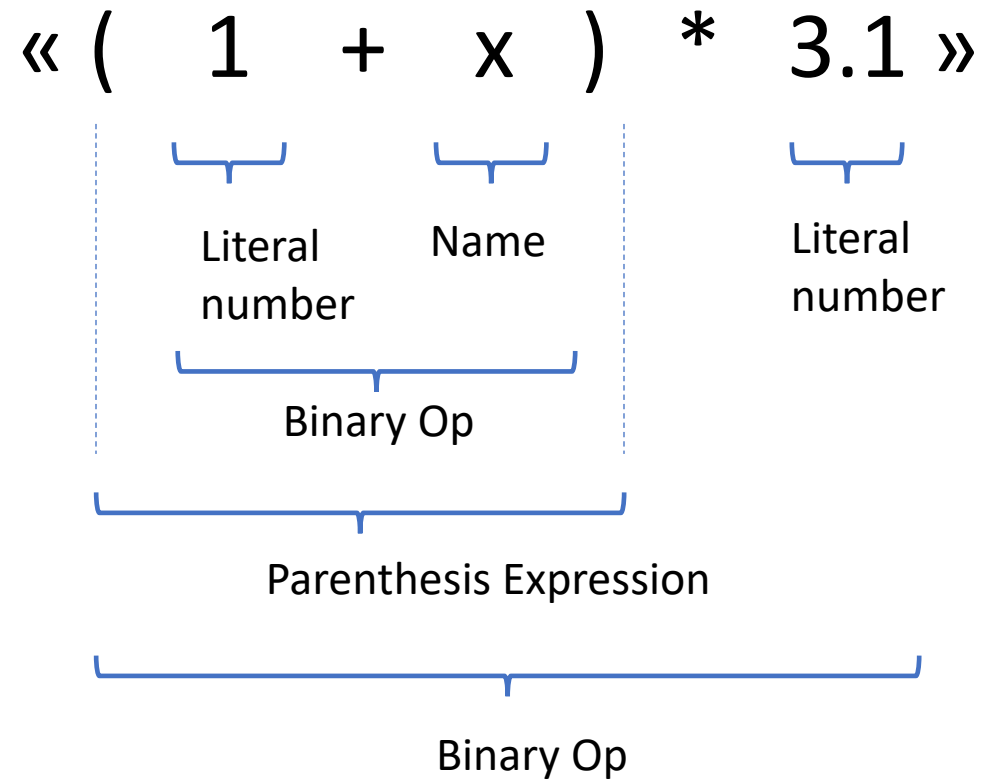 « ( 1 + x ) * 3.1 »
Literal
number
Name
Literal
number
Binary Op
Parenthesis Expression
Binary Op